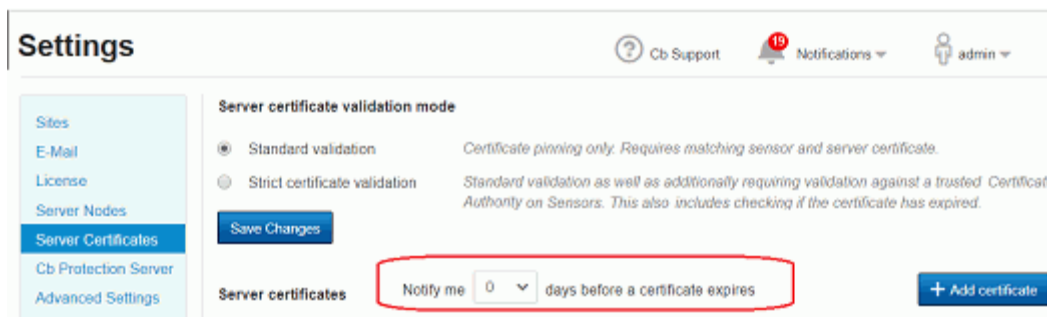 Settings
Cb Support
19
Notifications
admin
Sites
E-Mail
License
Server Nodes
Server Certificates
Cb Protection Server
Advanced Settings
Server certificate validation mode
Standard validation
Certificate pinning only. Requires matching sensor and server certificate.
Strict certificate validation
Standard validation as well as additionally requiring validation against a trusted Certificat
Authority on Sensors. This also includes checking if the certificate has expired.
Save Changes
Server certificates
Notify me 0 days before a certificate expires
+ Add certificate